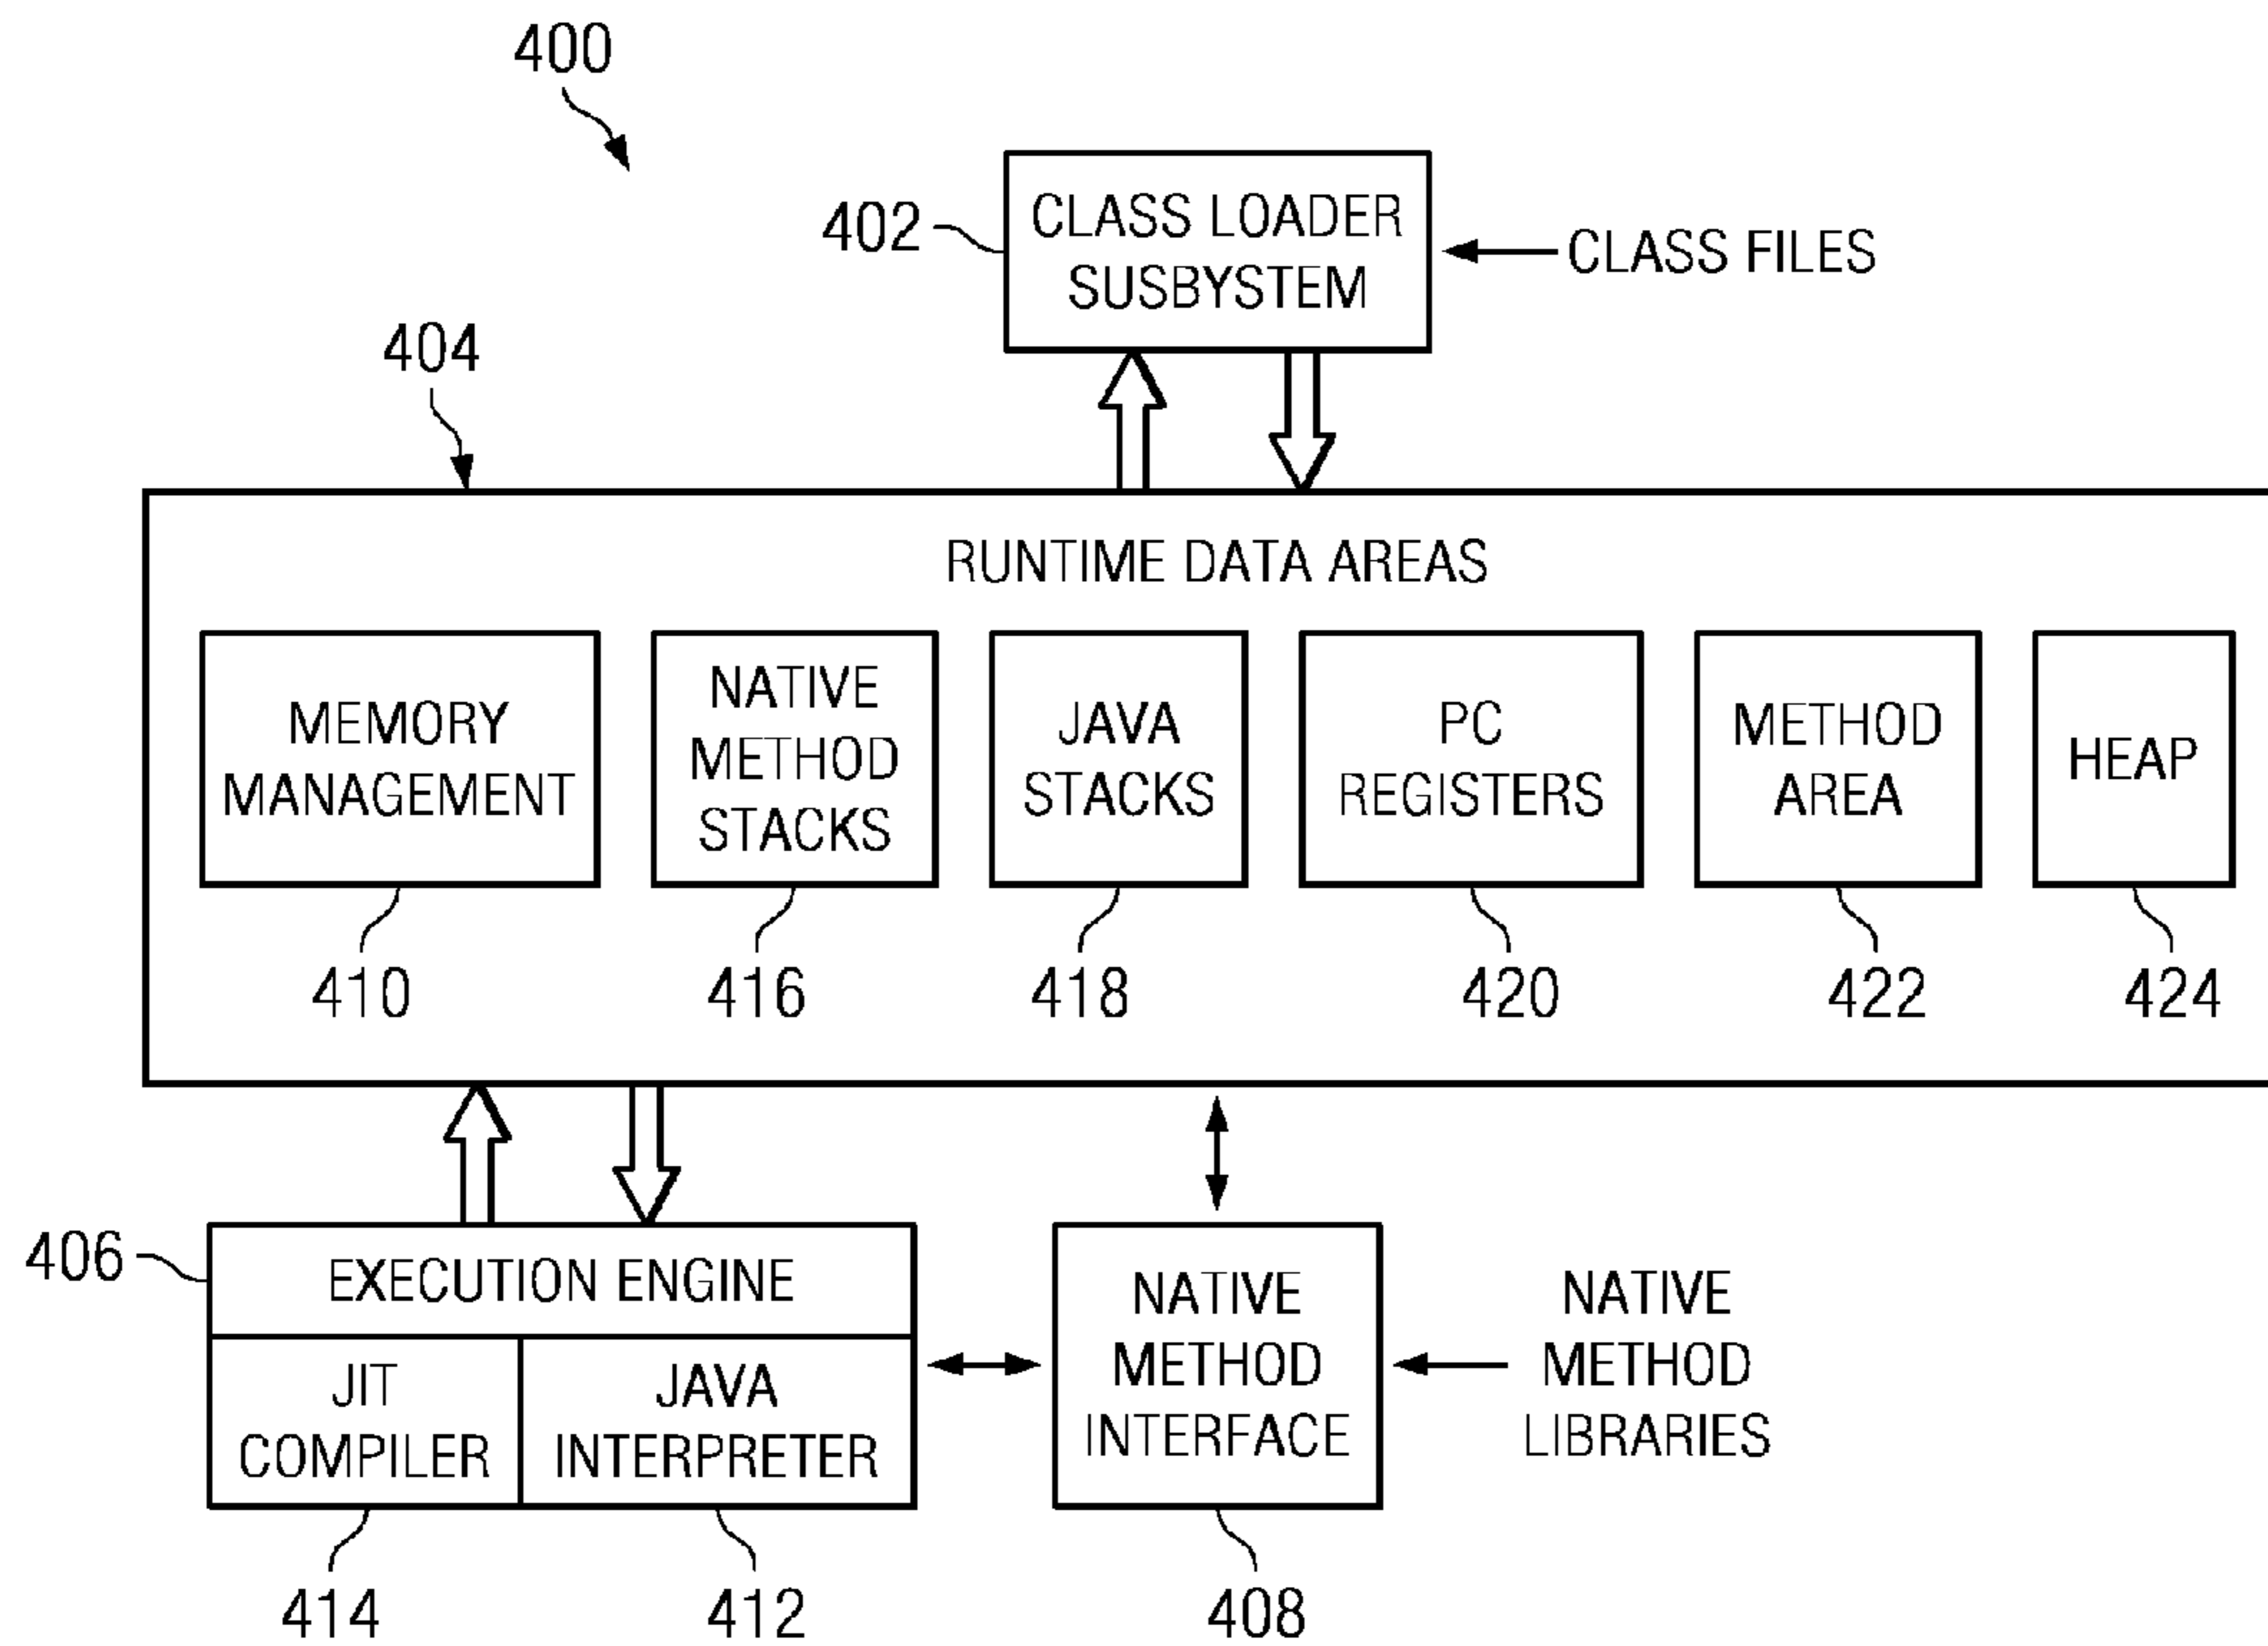 400
402
CLASS LOADER
SUSBYSTEM
CLASS FILES
404
RUNTIME DATA AREAS
MEMORY
MANAGEMENT
NATIVE
METHOD
STACKS
JAVA
STACKS
PC
REGISTERS
METHOD
AREA
HEAP
410
416
418
420
422
424
406
EXECUTION ENGINE
JIT
COMPILER
JAVA
INTERPRETER
NATIVE
METHOD
INTERFACE
NATIVE
METHOD
LIBRARIES
414
412
408